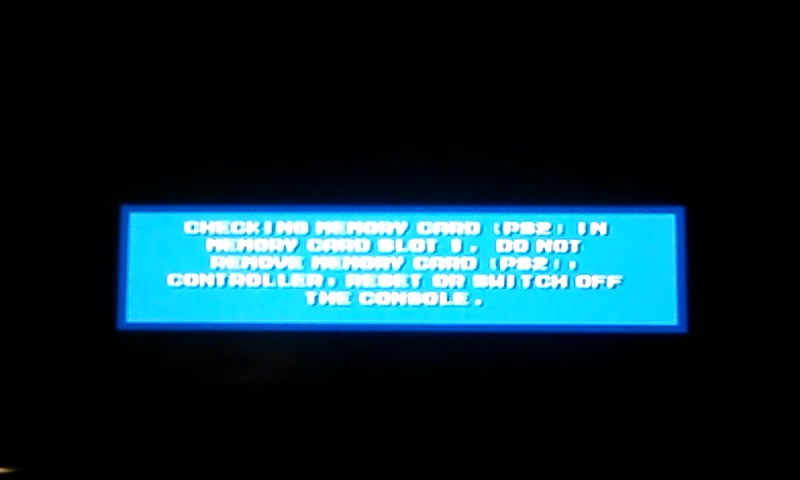 CHECKING MEMORY CARD (PS2) IN
MEMORY CARD SLOT 1. DO NOT
REMOVE MEMORY CARD (PS2),
CONTROLLER, RESET OR SWITCH OFF
THE CONSOLE.